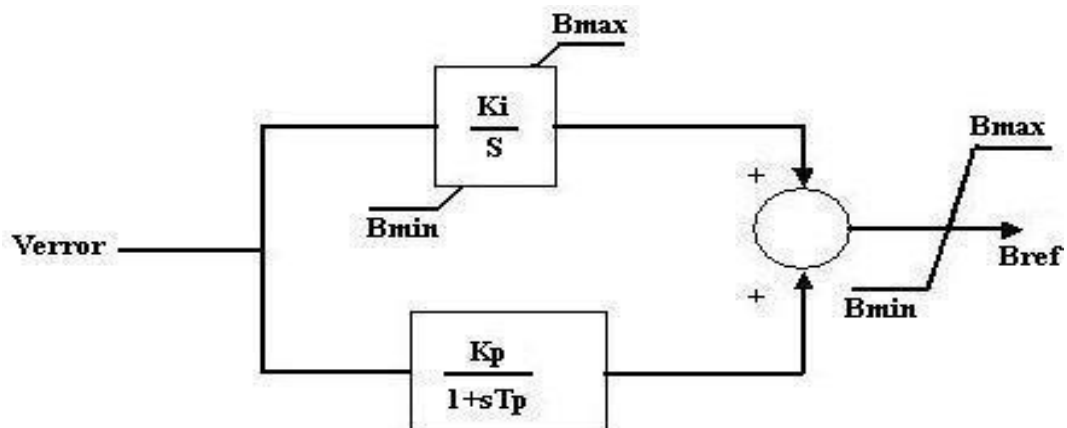 Bmax
Ki
S
Bmin
Verror
+
+
Bmax
Bref
Bmin
Kp
1+sTp